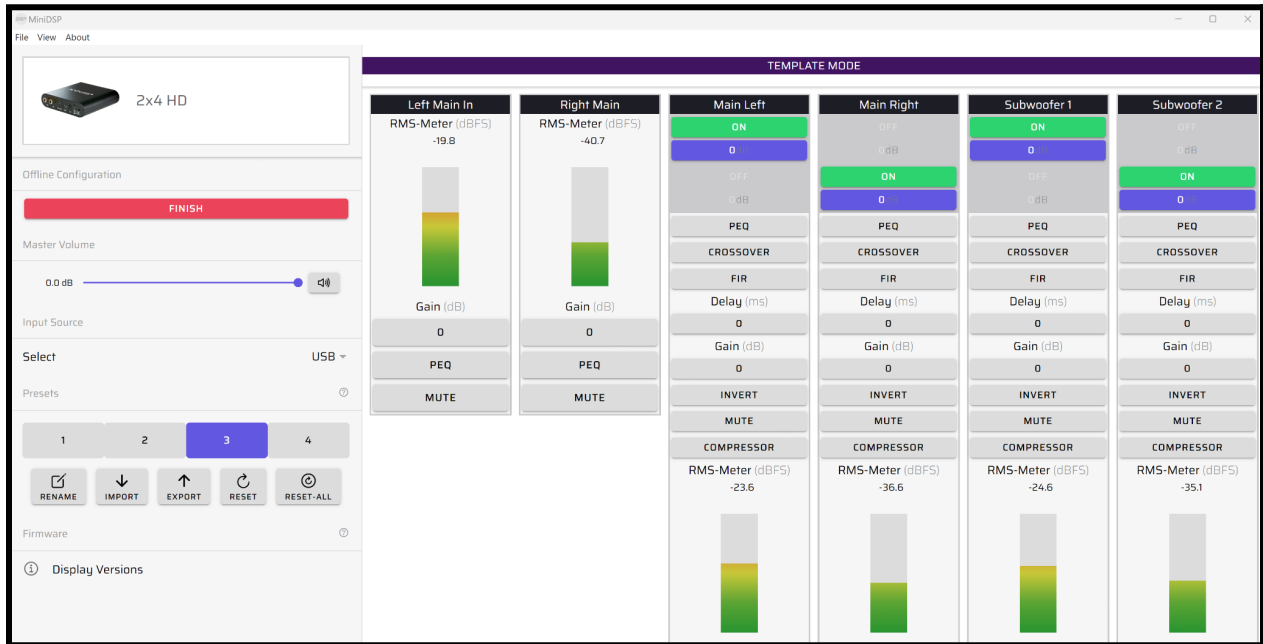 MiniDSP
File View About
2x4 HD
Offline Configuration
FINISH
Master Volume
0.0 dB
Input Source
Select USB
Presets
1 2 3 4
RENAME IMPORT EXPORT RESET RESET-ALL
Firmware
Display Versions
TEMPLATE MODE
Left Main In
RMS-Meter (dBFS)
-19.8
Gain (dB)
0
PEQ
MUTE
Right Main
RMS-Meter (dBFS)
-40.7
Gain (dB)
0
PEQ
MUTE
Main Left
ON
0 dB
OFF
0 dB
PEQ
CROSSOVER
FIR
Delay (ms)
0
Gain (dB)
0
INVERT
MUTE
COMPRESSOR
RMS-Meter (dBFS)
-23.6
Main Right
OFF
0 dB
ON
0 dB
PEQ
CROSSOVER
FIR
Delay (ms)
0
Gain (dB)
0
INVERT
MUTE
COMPRESSOR
RMS-Meter (dBFS)
-36.6
Subwoofer 1
ON
0 dB
OFF
0 dB
PEQ
CROSSOVER
FIR
Delay (ms)
0
Gain (dB)
0
INVERT
MUTE
COMPRESSOR
RMS-Meter (dBFS)
-24.6
Subwoofer 2
OFF
0 dB
ON
0 dB
PEQ
CROSSOVER
FIR
Delay (ms)
0
Gain (dB)
0
INVERT
MUTE
COMPRESSOR
RMS-Meter (dBFS)
-35.1